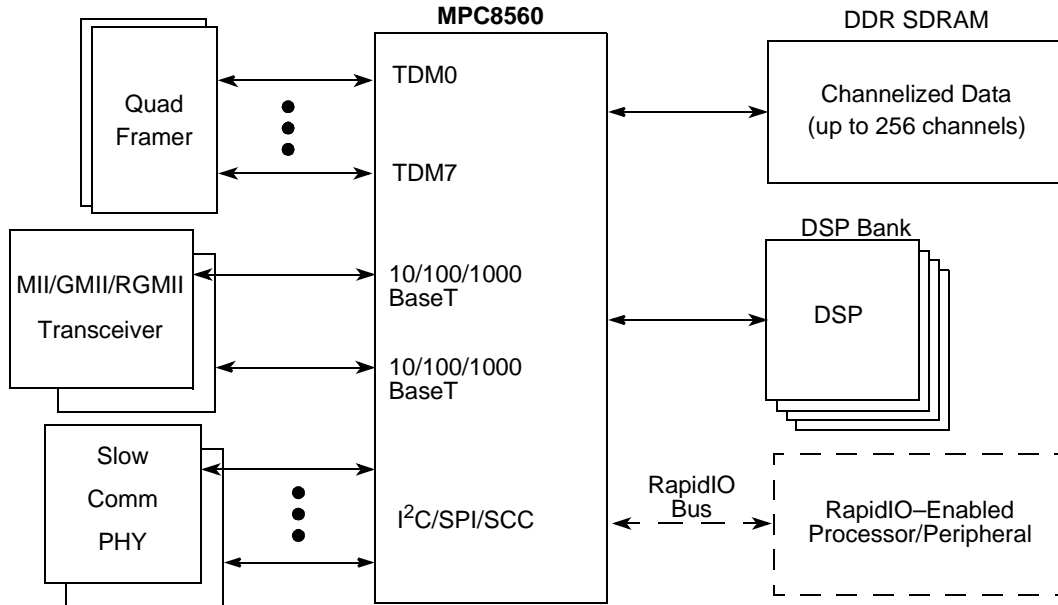 MPC8560
DDR SDRAM
Quad
Framer
TDM0
TDM7
Channelized Data
(up to 256 channels)
MII/GMII/RGMII
Transceiver
10/100/1000
BaseT
10/100/1000
BaseT
DSP Bank
DSP
Slow
Comm
PHY
I²C/SPI/SCC
RapidIO
Bus
RapidIO–Enabled
Processor/Peripheral